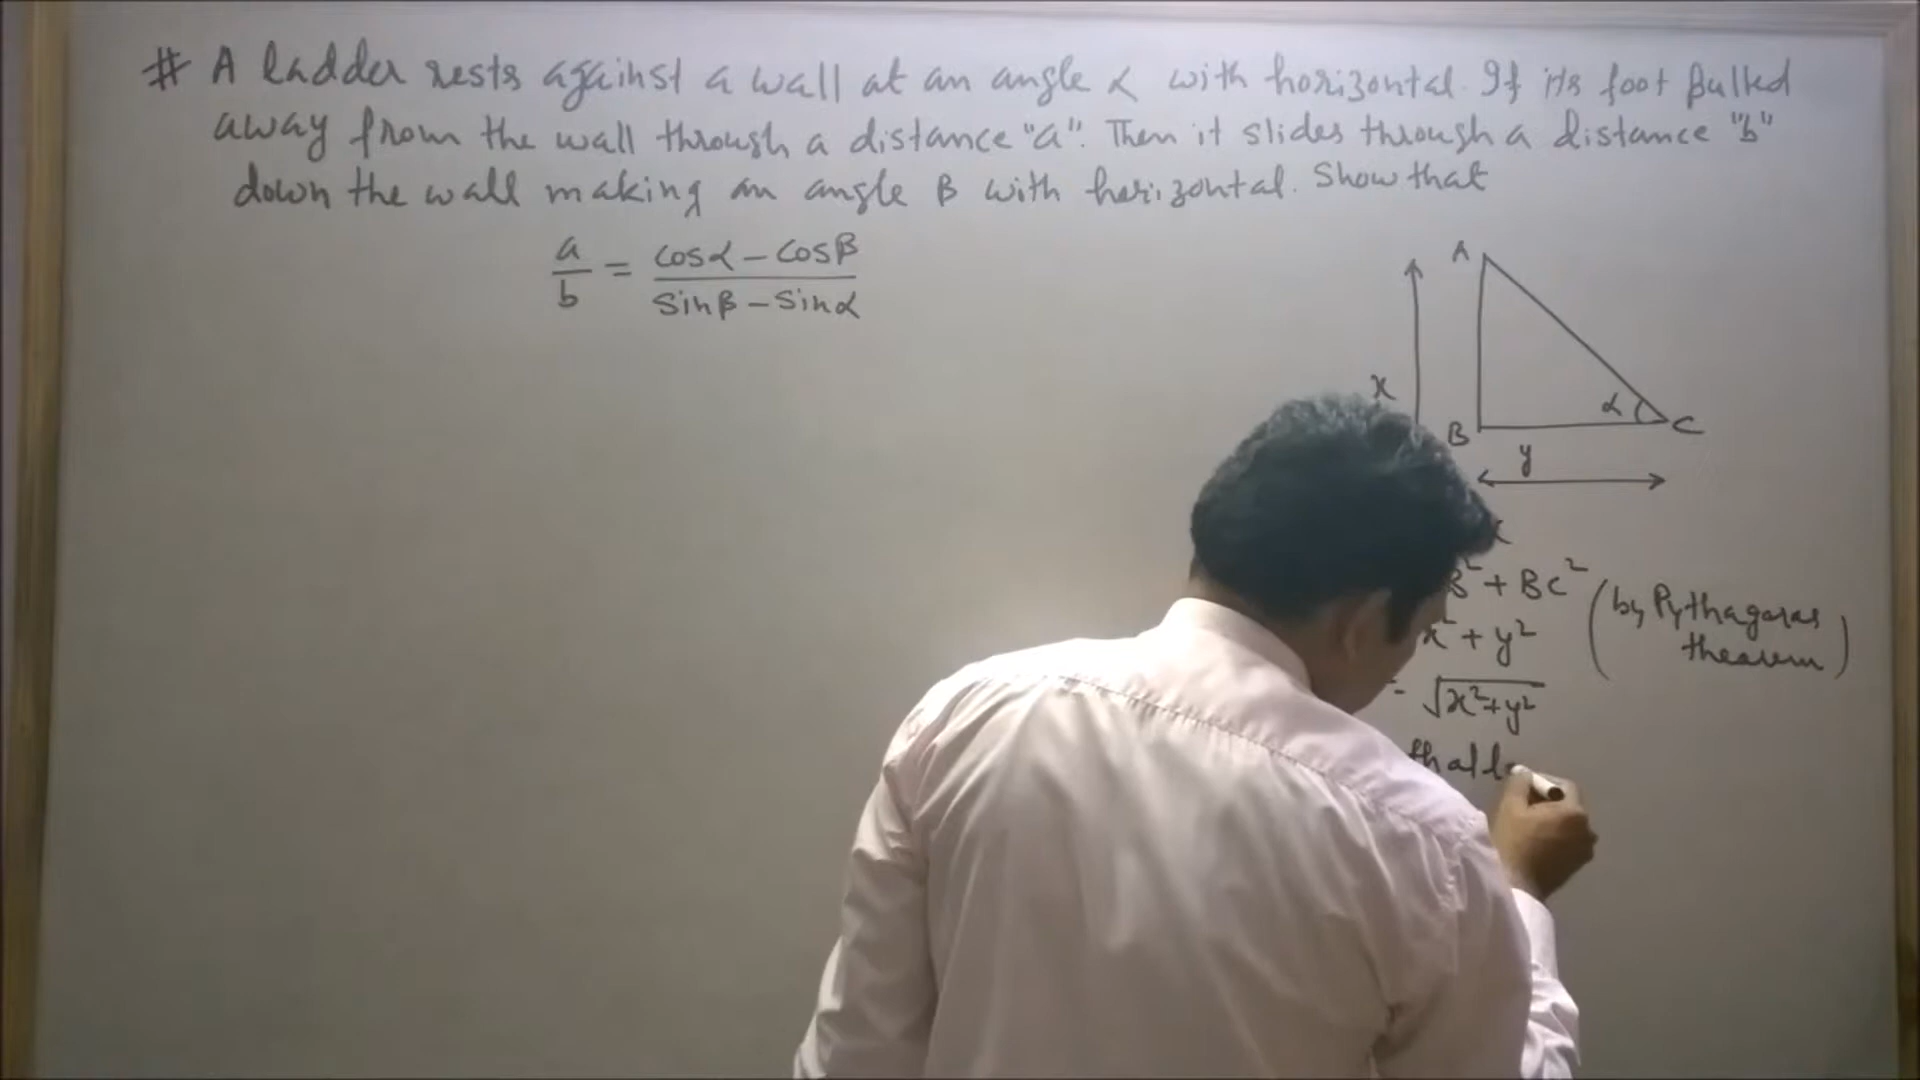 # A ladder rests against a wall at an angle α with horizontal. If its foot pulled
away from the wall through a distance "a". Then it slides through a distance "b"
down the wall making an angle β with horizontal. Show that
a/b = (cosα - cosβ)/(sinβ - sinα)
A
x
α
B
C
y
² + BC² (by Pythagoras theorem)
x² + y²
= √x²+y²